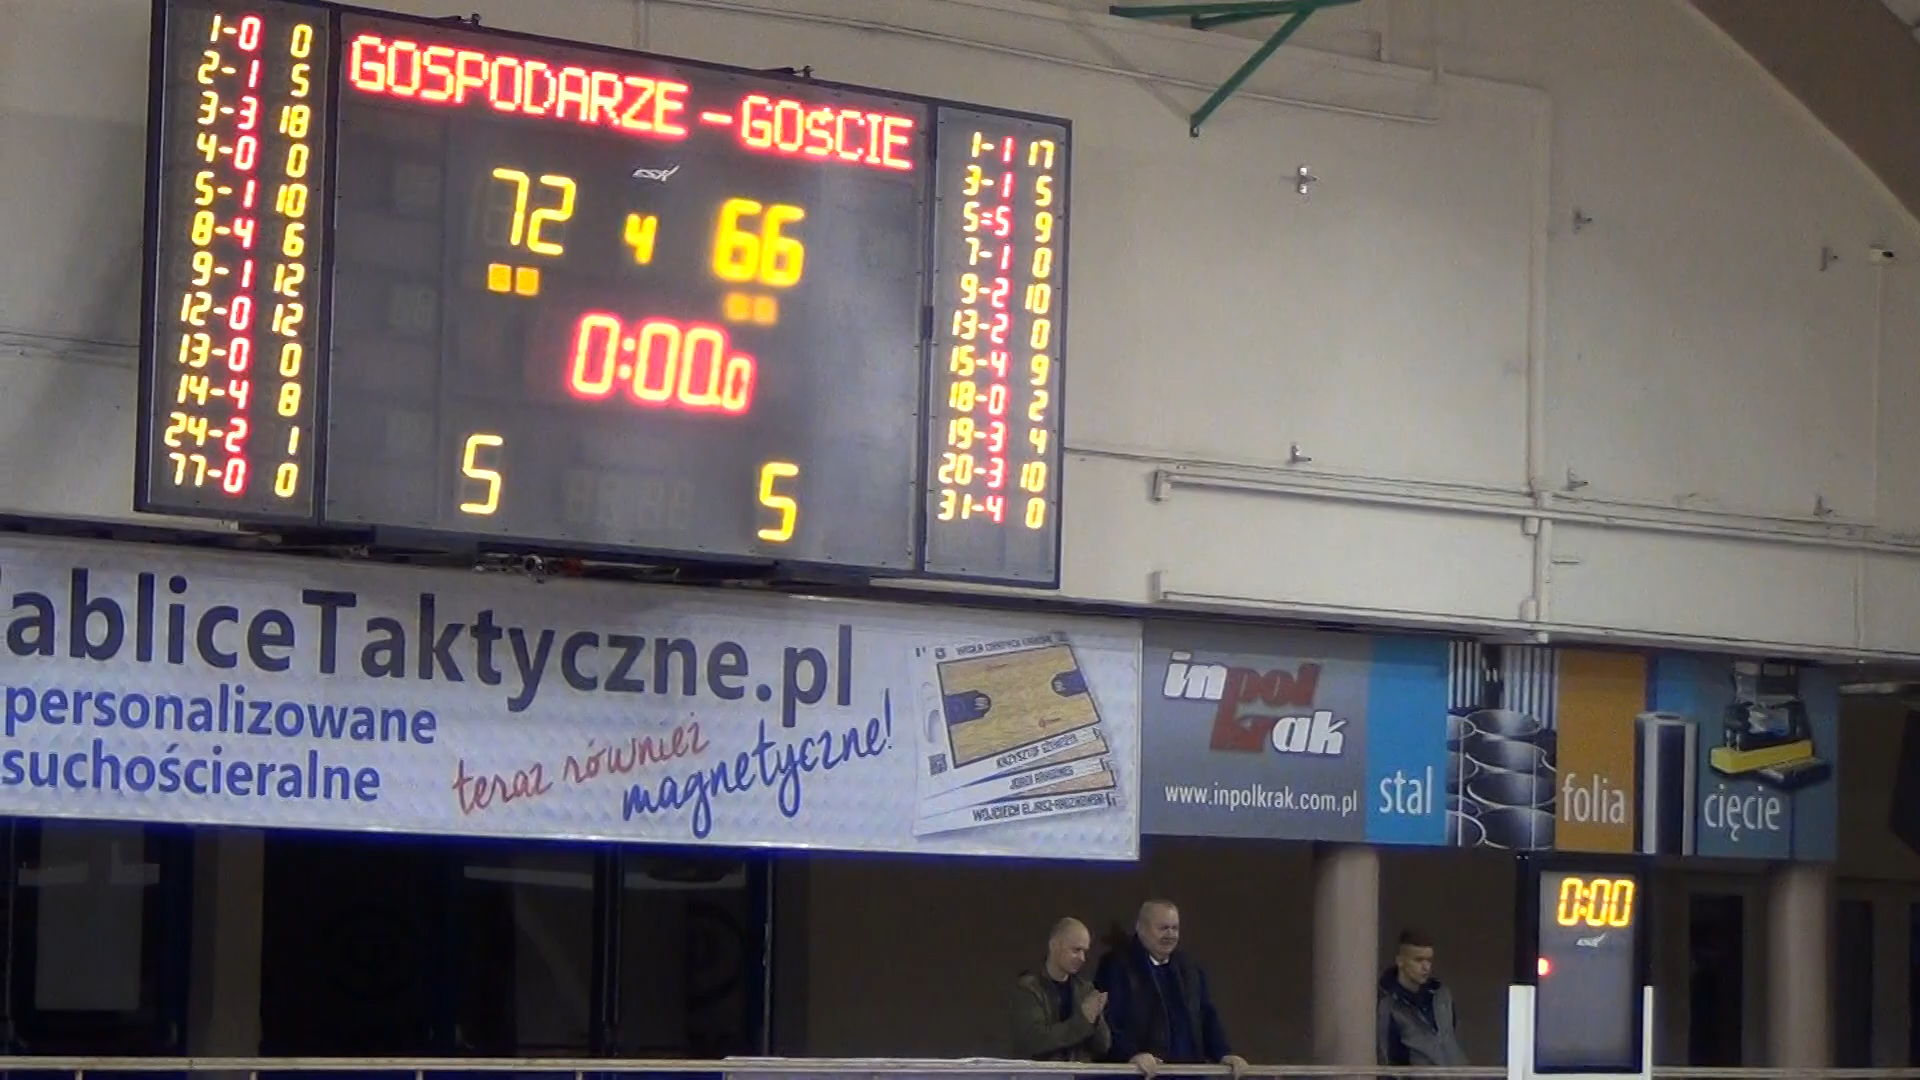 GOSPODARZE - GOŚCIE
1-0 0
2-1 5
3-3 18
4-0 0
5-1 10
8-4 6
9-1 12
12-0 12
13-0 0
14-4 8
24-2 1
77-0 0
ESK
72 4 66
0:00.0
5 5
1-1 17
3-1 5
5=5 9
7-1 0
9-2 10
13-2 0
15-4 9
18-0 2
19-3 4
20-3 10
31-4 0
abliceTaktyczne.pl
personalizowane
suchościeralne
teraz również
magnetyczne!
KRZYSZTOF SZUBARGA
WOJCIECH
inpol
krak
www.inpolkrak.com.pl
stal
folia
cięcie
0:00